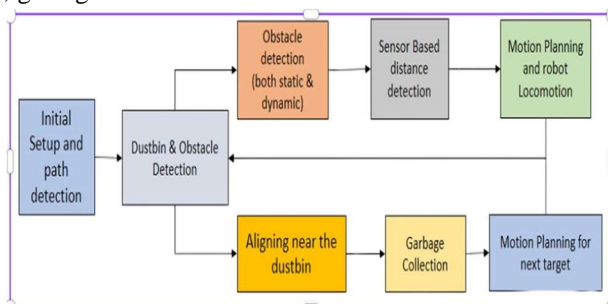 Initial
Setup and
path
detection
Dustbin & Obstacle
Detection
Obstacle
detection
(both static &
dynamic)
Sensor Based
distance
detection
Motion Planning
and robot
Locomotion
Aligning near the
dustbin
Garbage
Collection
Motion Planning for
next target